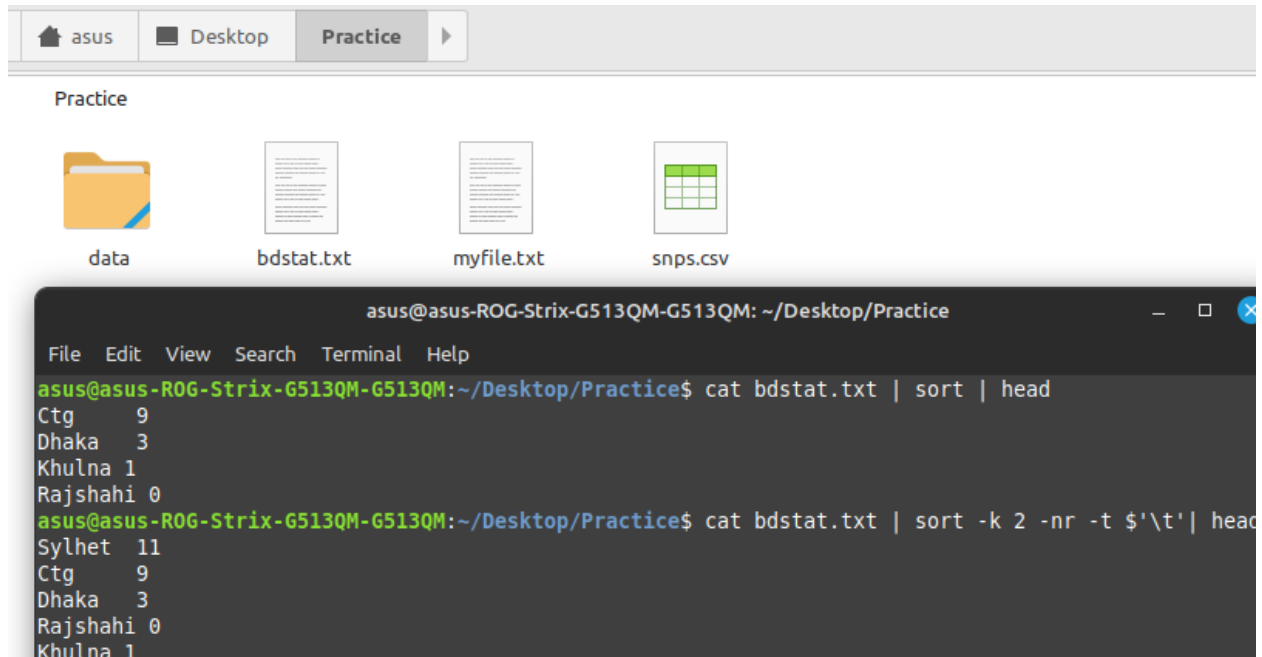 asus Desktop Practice
Practice
data bdstat.txt myfile.txt snps.csv
asus@asus-ROG-Strix-G513QM-G513QM: ~/Desktop/Practice
File Edit View Search Terminal Help
asus@asus-ROG-Strix-G513QM-G513QM:~/Desktop/Practice$ cat bdstat.txt | sort | head
Ctg 9
Dhaka 3
Khulna 1
Rajshahi 0
asus@asus-ROG-Strix-G513QM-G513QM:~/Desktop/Practice$ cat bdstat.txt | sort -k 2 -nr -t $'\t'| head
Sylhet 11
Ctg 9
Dhaka 3
Rajshahi 0
Khulna 1